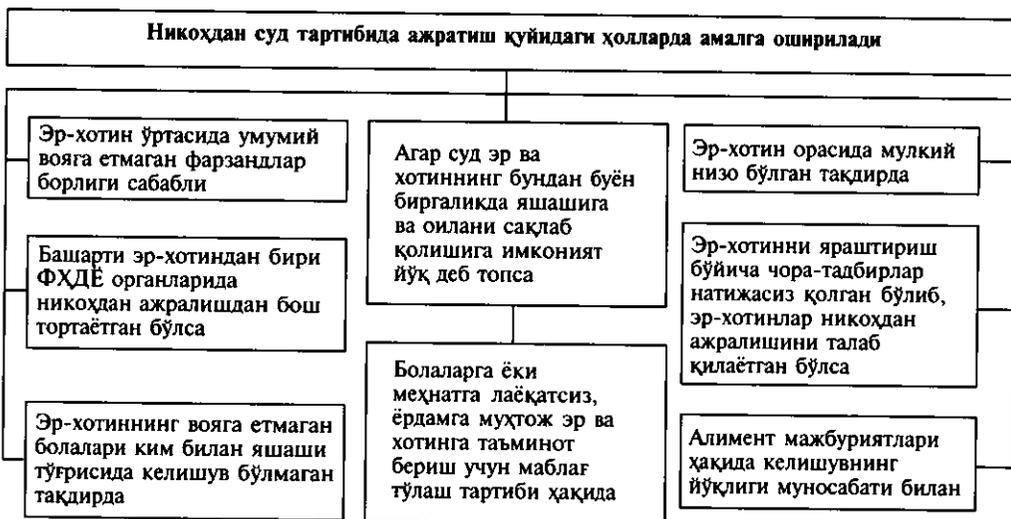 Никоҳдан суд тартибида ажратиш қуйидаги ҳолларда амалга оширилади
Эр-хотин ўртасида умумий
вояга етмаган фарзандлар
борлиги сабабли
Башарти эр-хотиндан бири
ФҲДЁ органларида
никоҳдан ажралишдан бош
тортаётган бўлса
Эр-хотиннинг вояга етмаган
болалари ким билан яшаши
тўғрисида келишув бўлмаган
тақдирда
Агар суд эр ва
хотиннинг бундан буён
биргаликда яшашига
ва оилани сақлаб
қолишига имконият
йўқ деб топса
Болаларга ёки
меҳнатга лаёқатсиз,
ёрдамга муҳтож эр ва
хотинга таъминот
бериш учун маблағ
тўлаш тартиби ҳақида
Эр-хотин орасида мулкий
низо бўлган тақдирда
Эр-хотинни яраштириш
бўйича чора-тадбирлар
натижасиз қолган бўлиб,
эр-хотинлар никоҳдан
ажралишини талаб
қилаётган бўлса
Алимент мажбуриятлари
ҳақида келишувнинг
йўқлиги муносабати билан